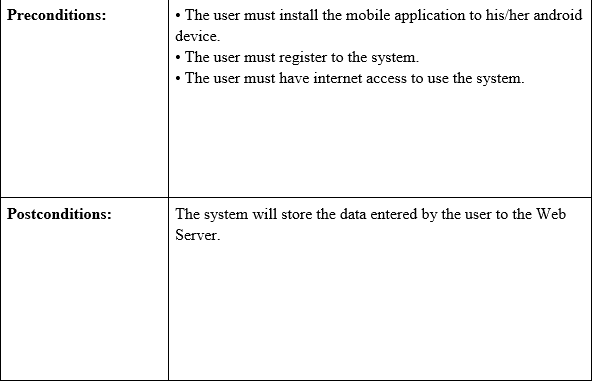 Preconditions:
• The user must install the mobile application to his/her android
device.
• The user must register to the system.
• The user must have internet access to use the system.
Postconditions:
The system will store the data entered by the user to the Web
Server.